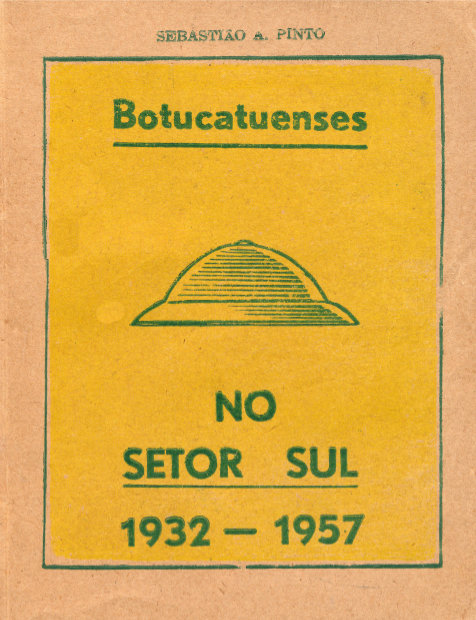 SEBASTIÃO A. PINTO
Botucatuenses
NO
SETOR SUL
1932 — 1957